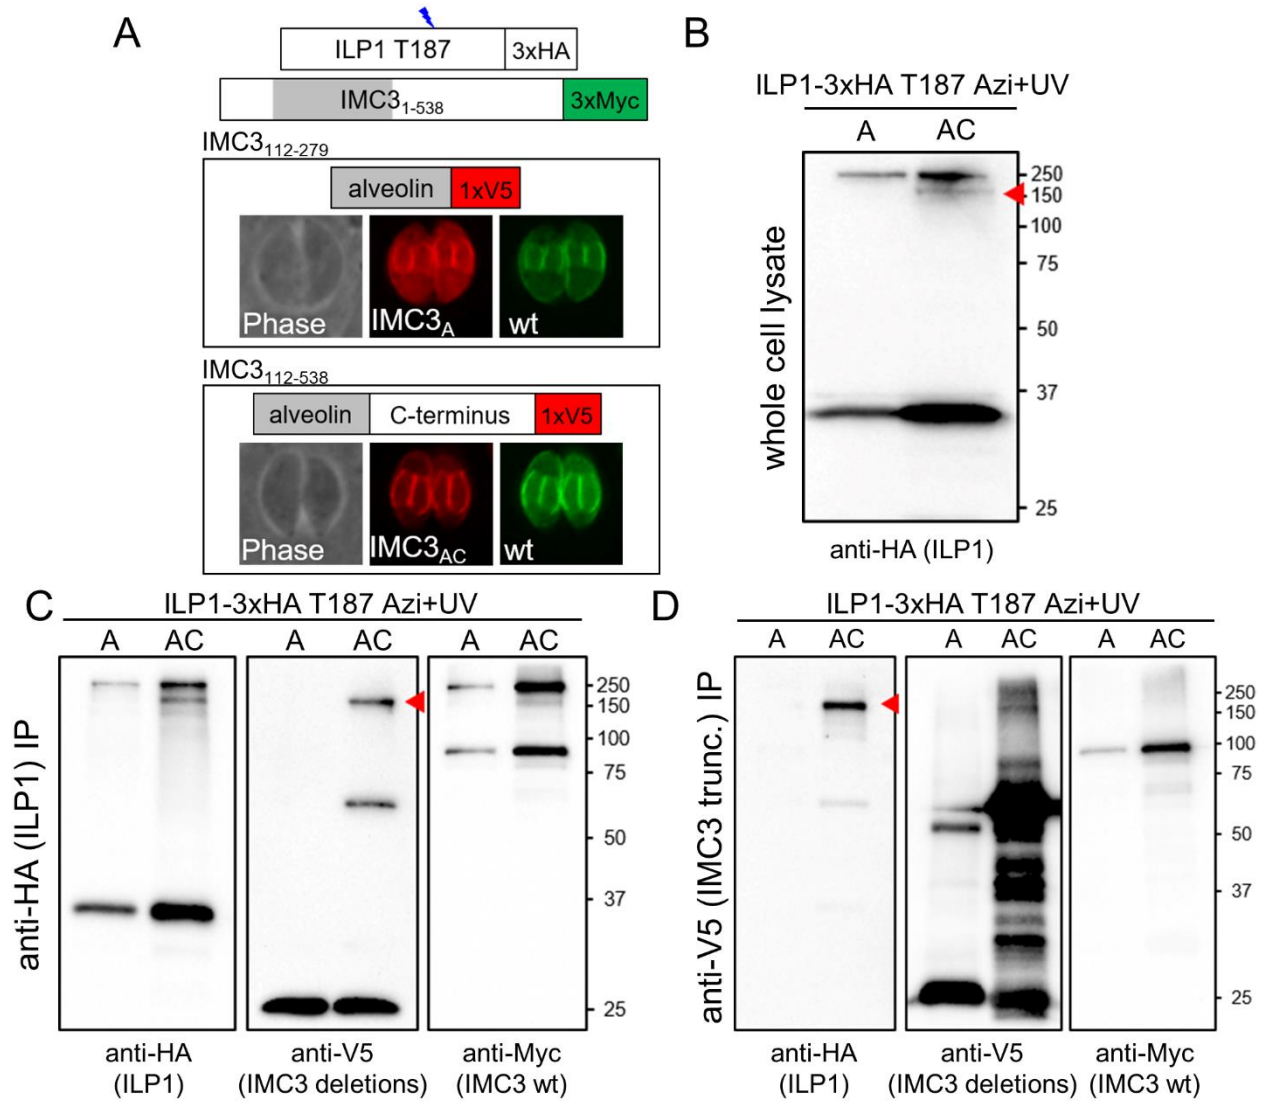 A
ILP1 T187
3xHA
IMC3₁₋₅₃₈
3xMyc
IMC3₁₁₂₋₂₇₉
alveolin
1xV5
Phase
IMC3_A
wt
IMC3₁₁₂₋₅₃₈
alveolin
C-terminus
1xV5
Phase
IMC3_AC
wt
B
ILP1-3xHA T187 Azi+UV
A AC
whole cell lysate
250
150
100
75
50
37
25
anti-HA (ILP1)
C
ILP1-3xHA T187 Azi+UV
A AC
A AC
A AC
anti-HA (ILP1) IP
250
150
100
75
50
37
25
anti-HA
(ILP1)
anti-V5
(IMC3 deletions)
anti-Myc
(IMC3 wt)
D
ILP1-3xHA T187 Azi+UV
A AC
A AC
A AC
anti-V5 (IMC3 trunc.) IP
250
150
100
75
50
37
25
anti-HA
(ILP1)
anti-V5
(IMC3 deletions)
anti-Myc
(IMC3 wt)